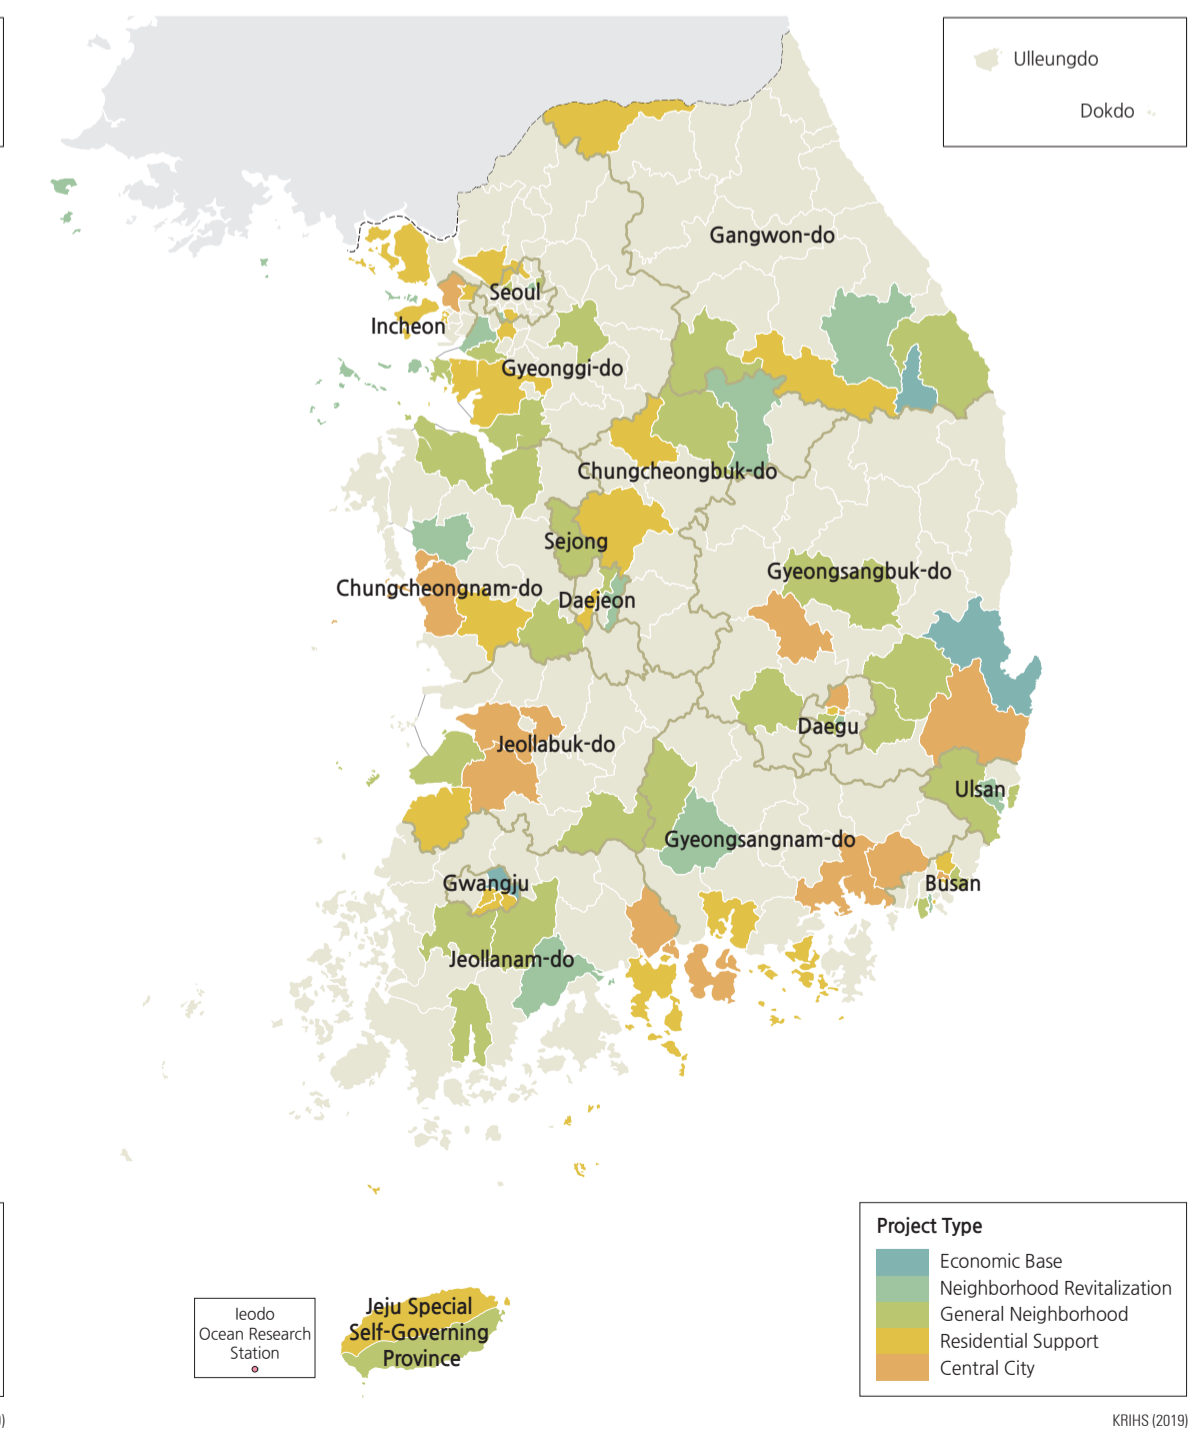 Ulleungdo
Dokdo
Gangwon-do
Seoul
Incheon
Gyeonggi-do
Chungcheongbuk-do
Sejong
Gyeongsangbuk-do
Chungcheongnam-do
Daejeon
Daegu
Jeollabuk-do
Ulsan
Gyeongsangnam-do
Gwangju
Busan
Jeollanam-do
Project Type
Economic Base
Neighborhood Revitalization
General Neighborhood
Residential Support
Central City
Ieodo
Ocean Research
Station
Jeju Special
Self-Governing
Province
KRIHS (2019)